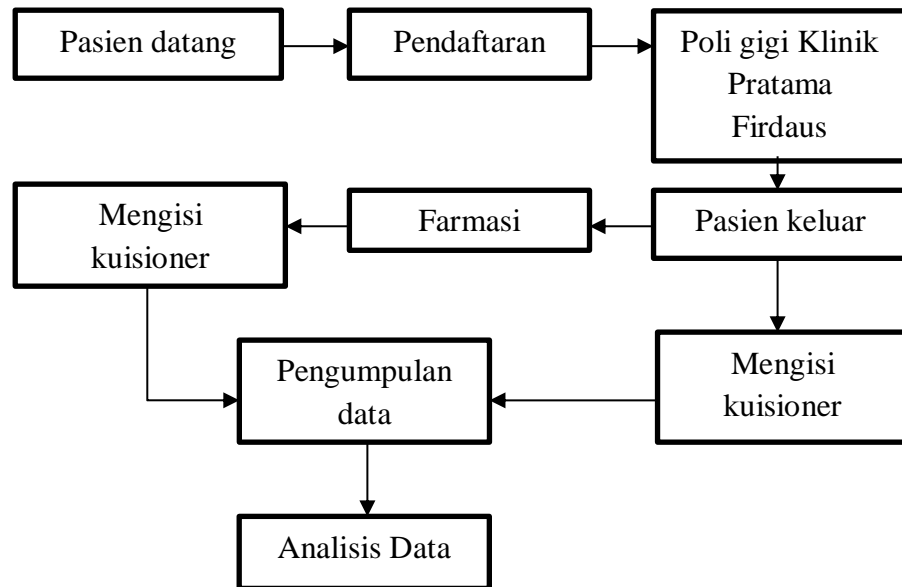 Pasien datang
Pendaftaran
Poli gigi Klinik
Pratama
Firdaus
Mengisi
kuisioner
Farmasi
Pasien keluar
Pengumpulan
data
Mengisi
kuisioner
Analisis Data